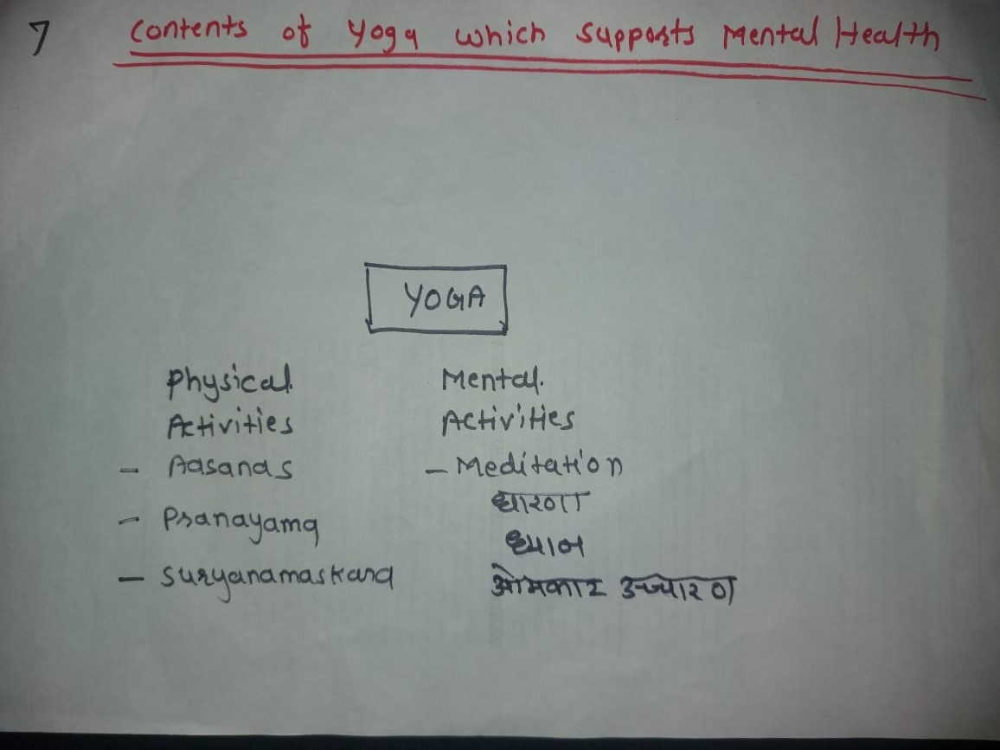 7 Contents of Yoga which supports Mental Health
YOGA
Physical
Activities
- Aasanas
- Pranayama
- Suryanamaskara
Mental
Activities
- Meditation
धारणा
ध्यान
ओमकार उच्चारण